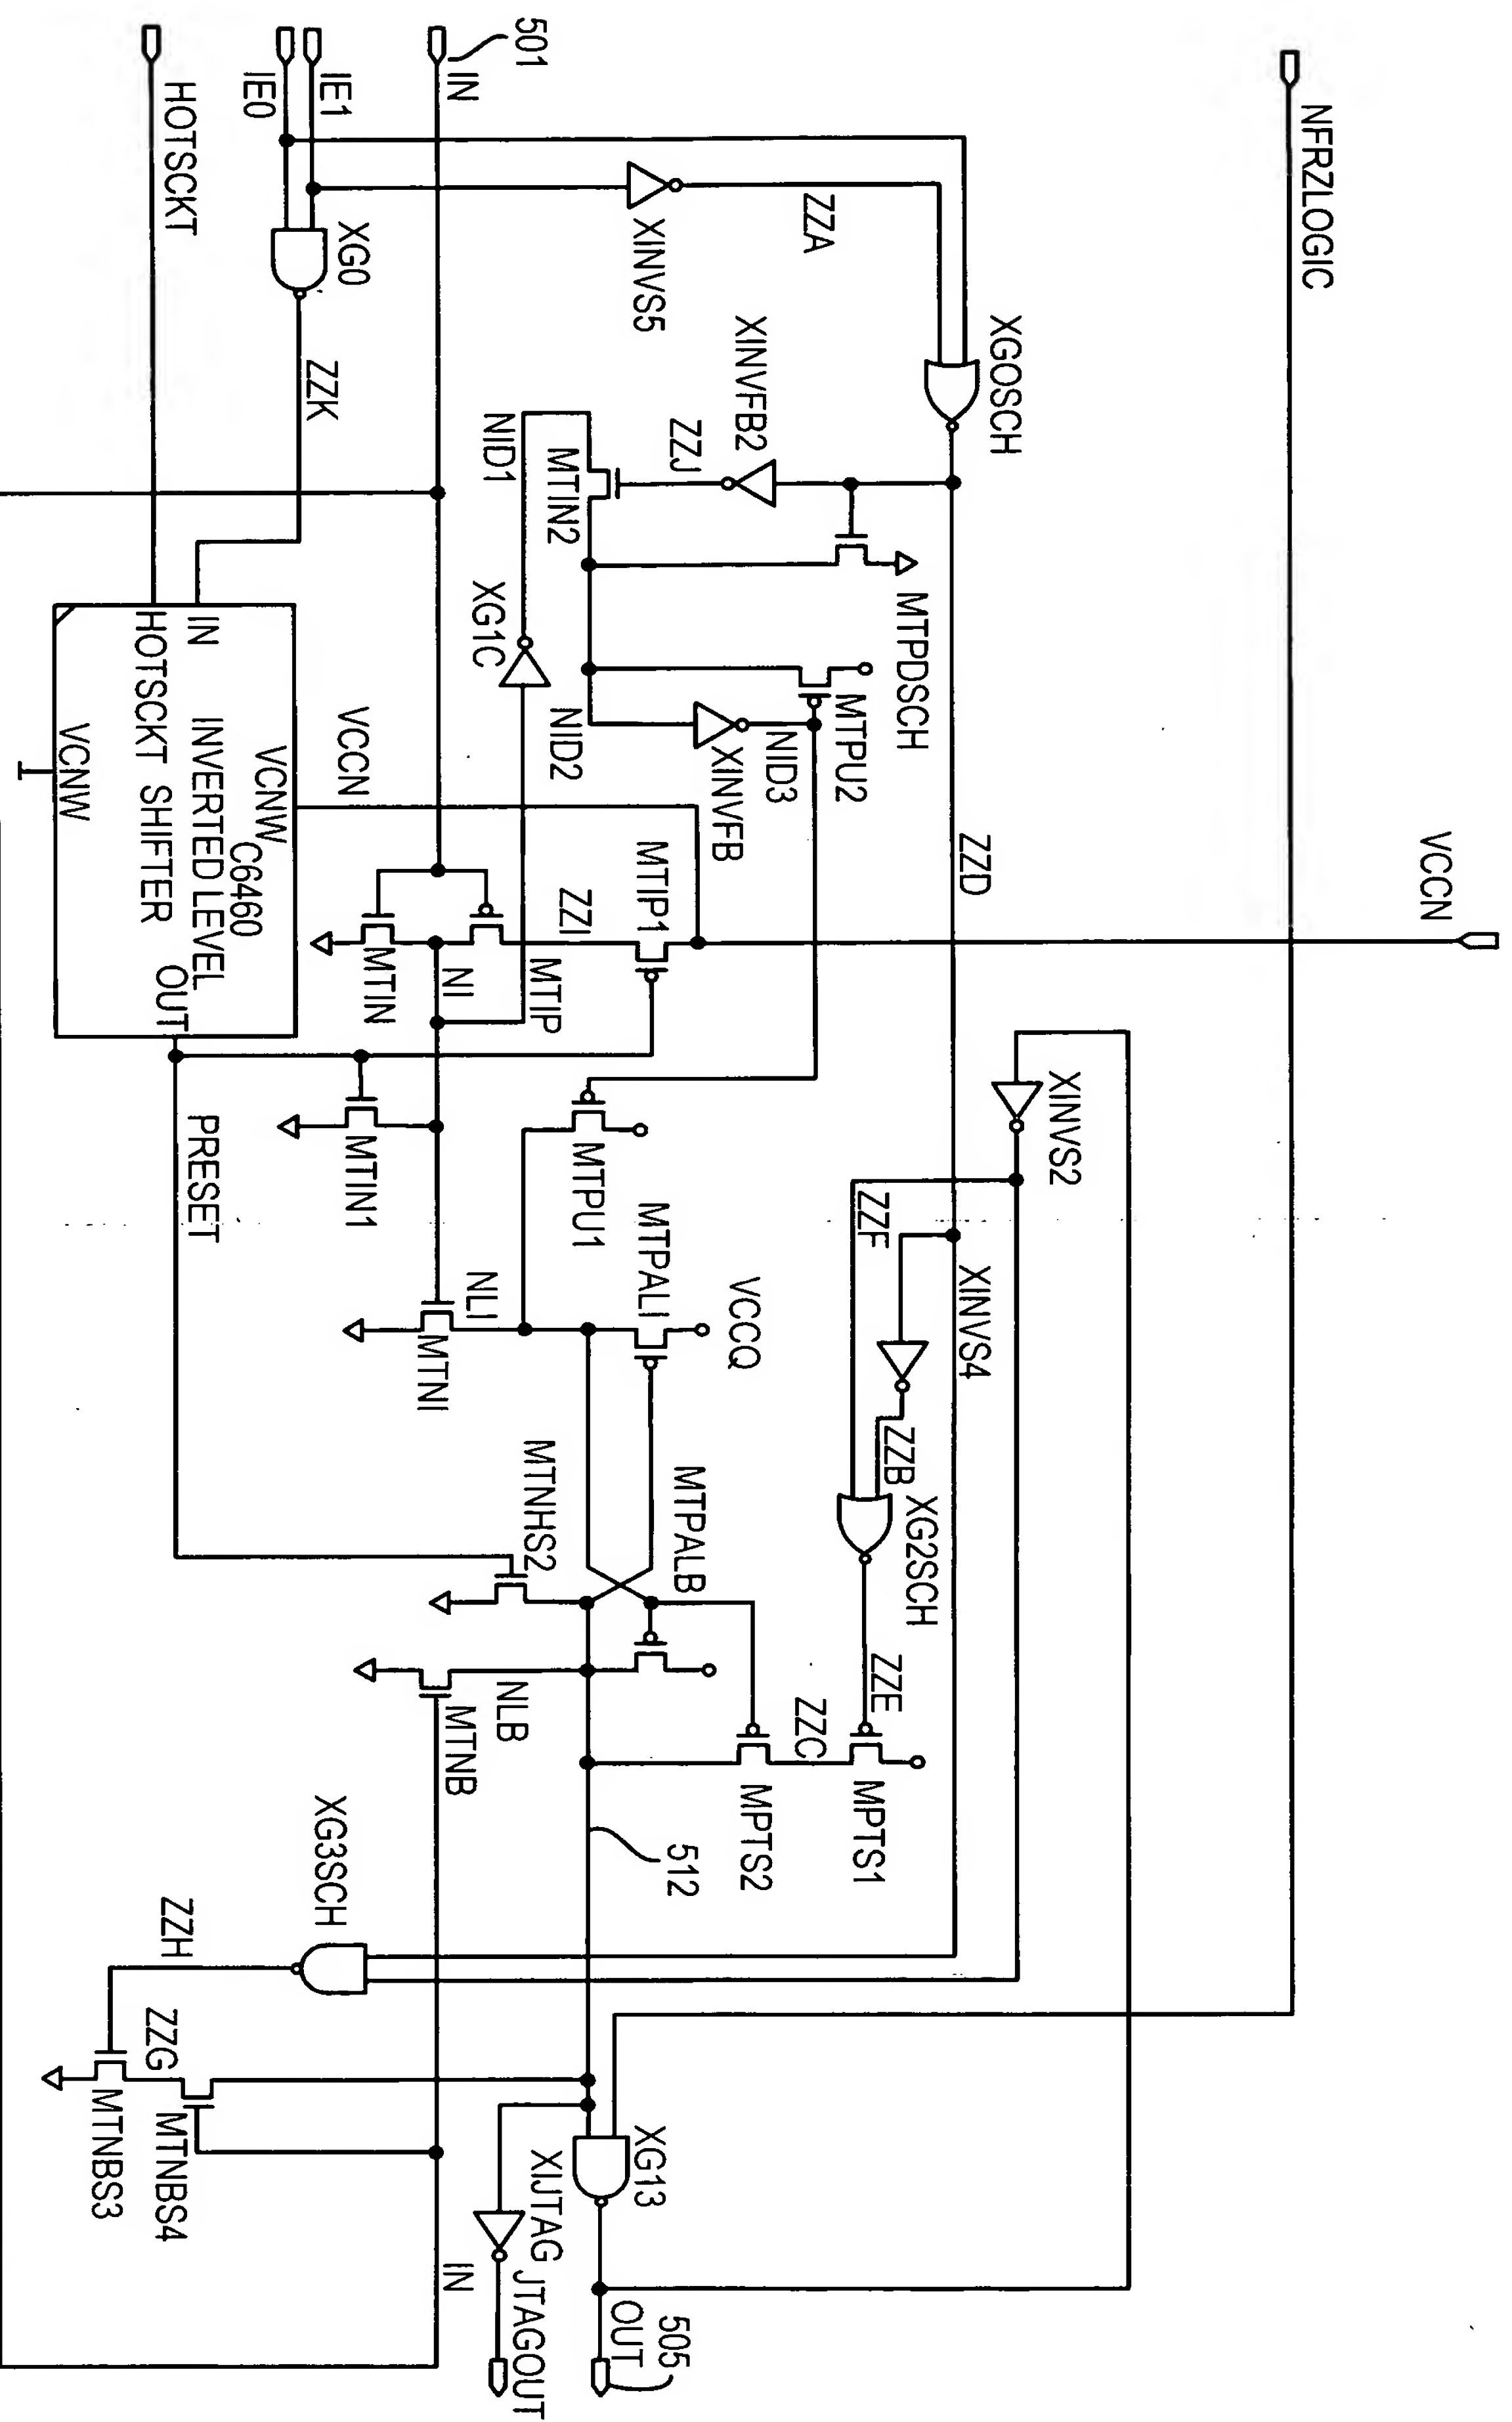 NFRZLOGIC
VCCN
501
IN
IE1
IE0
HOTSCKT
XG0
ZZK
XINVS5
ZZA
XGOSCH
XINVFB2
ZZJ
MTIN2
NID1
MTPDSCH
XG1C
NID2
MTPU2
NID3
XINVFB
ZZD
VCCN
IN
HOTSCKT
VCNW
VCNW
C6460
INVERTED LEVEL
SHIFTER
OUT
MTIP1
ZZI
MTIP
NI
MTIN
XINVS2
PRESET
MTIN1
MTPU1
ZZF
XINVS4
ZZB
MTPALI
VCCQ
NLI
MTNI
XG2SCH
MTNHS2
MTPALB
ZZE
NLB
MTNB
ZZC
MPTS1
MPTS2
512
XG3SCH
ZZH
ZZG
MTNBS3
MTNBS4
XG13
XIJTAG
IN
JTAGOUT
OUT
505